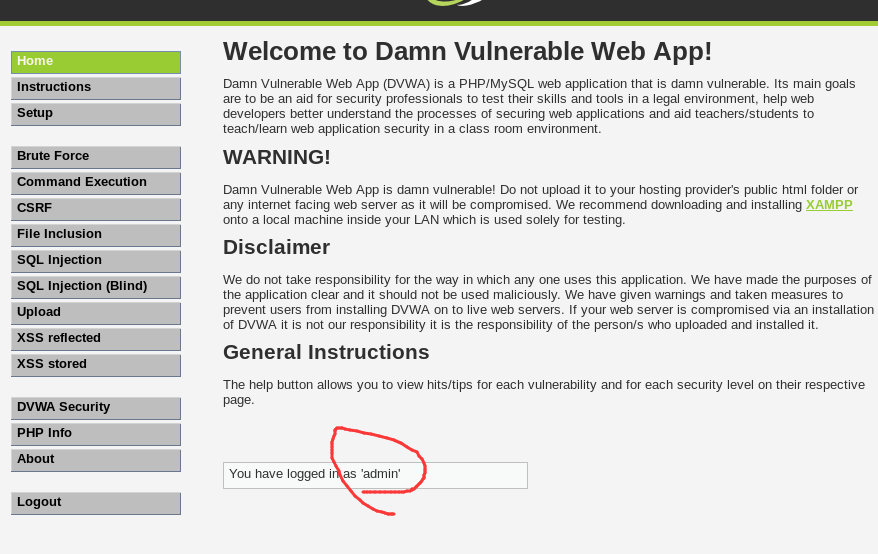 Home
Instructions
Setup
Brute Force
Command Execution
CSRF
File Inclusion
SQL Injection
SQL Injection (Blind)
Upload
XSS reflected
XSS stored
DVWA Security
PHP Info
About
Logout
Welcome to Damn Vulnerable Web App!
Damn Vulnerable Web App (DVWA) is a PHP/MySQL web application that is damn vulnerable. Its main goals
are to be an aid for security professionals to test their skills and tools in a legal environment, help web
developers better understand the processes of securing web applications and aid teachers/students to
teach/learn web application security in a class room environment.
WARNING!
Damn Vulnerable Web App is damn vulnerable! Do not upload it to your hosting provider's public html folder or
any internet facing web server as it will be compromised. We recommend downloading and installing XAMPP
onto a local machine inside your LAN which is used solely for testing.
Disclaimer
We do not take responsibility for the way in which any one uses this application. We have made the purposes of
the application clear and it should not be used maliciously. We have given warnings and taken measures to
prevent users from installing DVWA on to live web servers. If your web server is compromised via an installation
of DVWA it is not our responsibility it is the responsibility of the person/s who uploaded and installed it.
General Instructions
The help button allows you to view hits/tips for each vulnerability and for each security level on their respective
page.
You have logged in as 'admin'